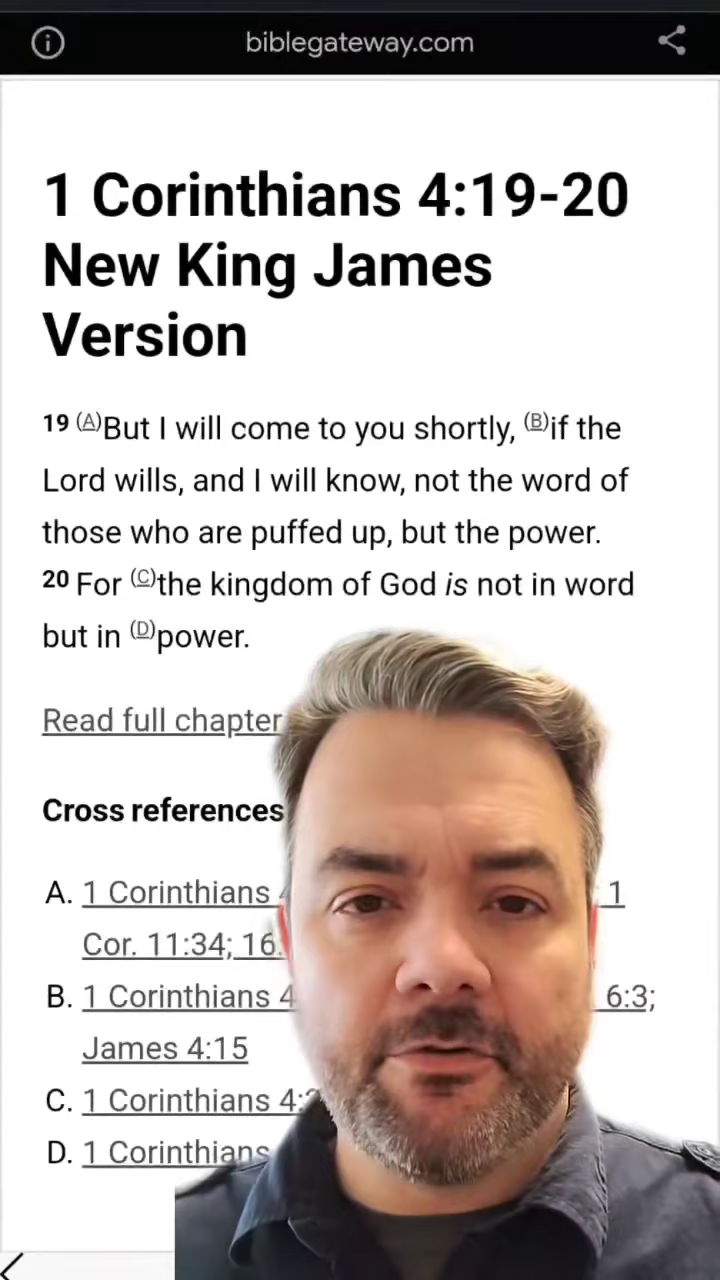 biblegateway.com
1 Corinthians 4:19-20
New King James
Version
19 (A)But I will come to you shortly, (B)if the
Lord wills, and I will know, not the word of
those who are puffed up, but the power.
20 For (C)the kingdom of God is not in word
but in (D)power.
Read full chapter
Cross references
A. 1 Corinthians 1
Cor. 11:34; 16
B. 1 Corinthians 4 6:3;
James 4:15
C. 1 Corinthians 4:
D. 1 Corinthians